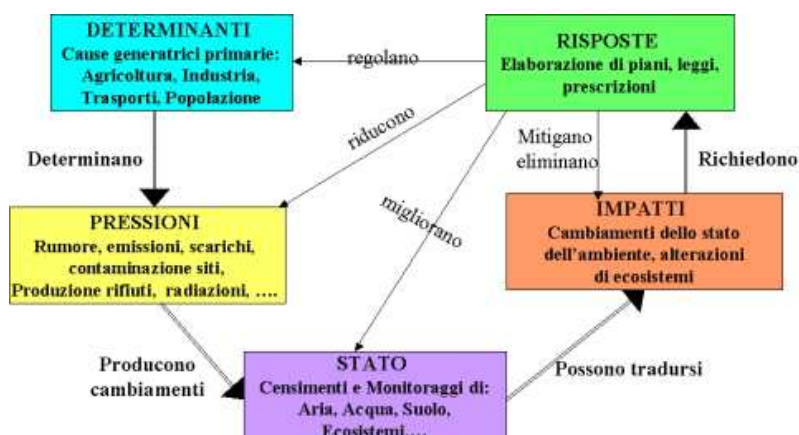 DETERMINANTI
Cause generatrici primarie:
Agricoltura, Industria,
Trasporti, Popolazione
regolano
RISPOSTE
Elaborazione di piani, leggi,
prescrizioni
riducono
Determinano
Mitigano
eliminano
Richiedono
PRESSIONI
Rumore, emissioni, scarichi,
contaminazione siti,
Produzione rifiuti, radiazioni, ….
migliorano
IMPATTI
Cambiamenti dello stato
dell'ambiente, alterazioni
di ecosistemi
Producono
cambiamenti
STATO
Censimenti e Monitoraggi di:
Aria, Acqua, Suolo,
Ecosistemi….
Possono tradursi